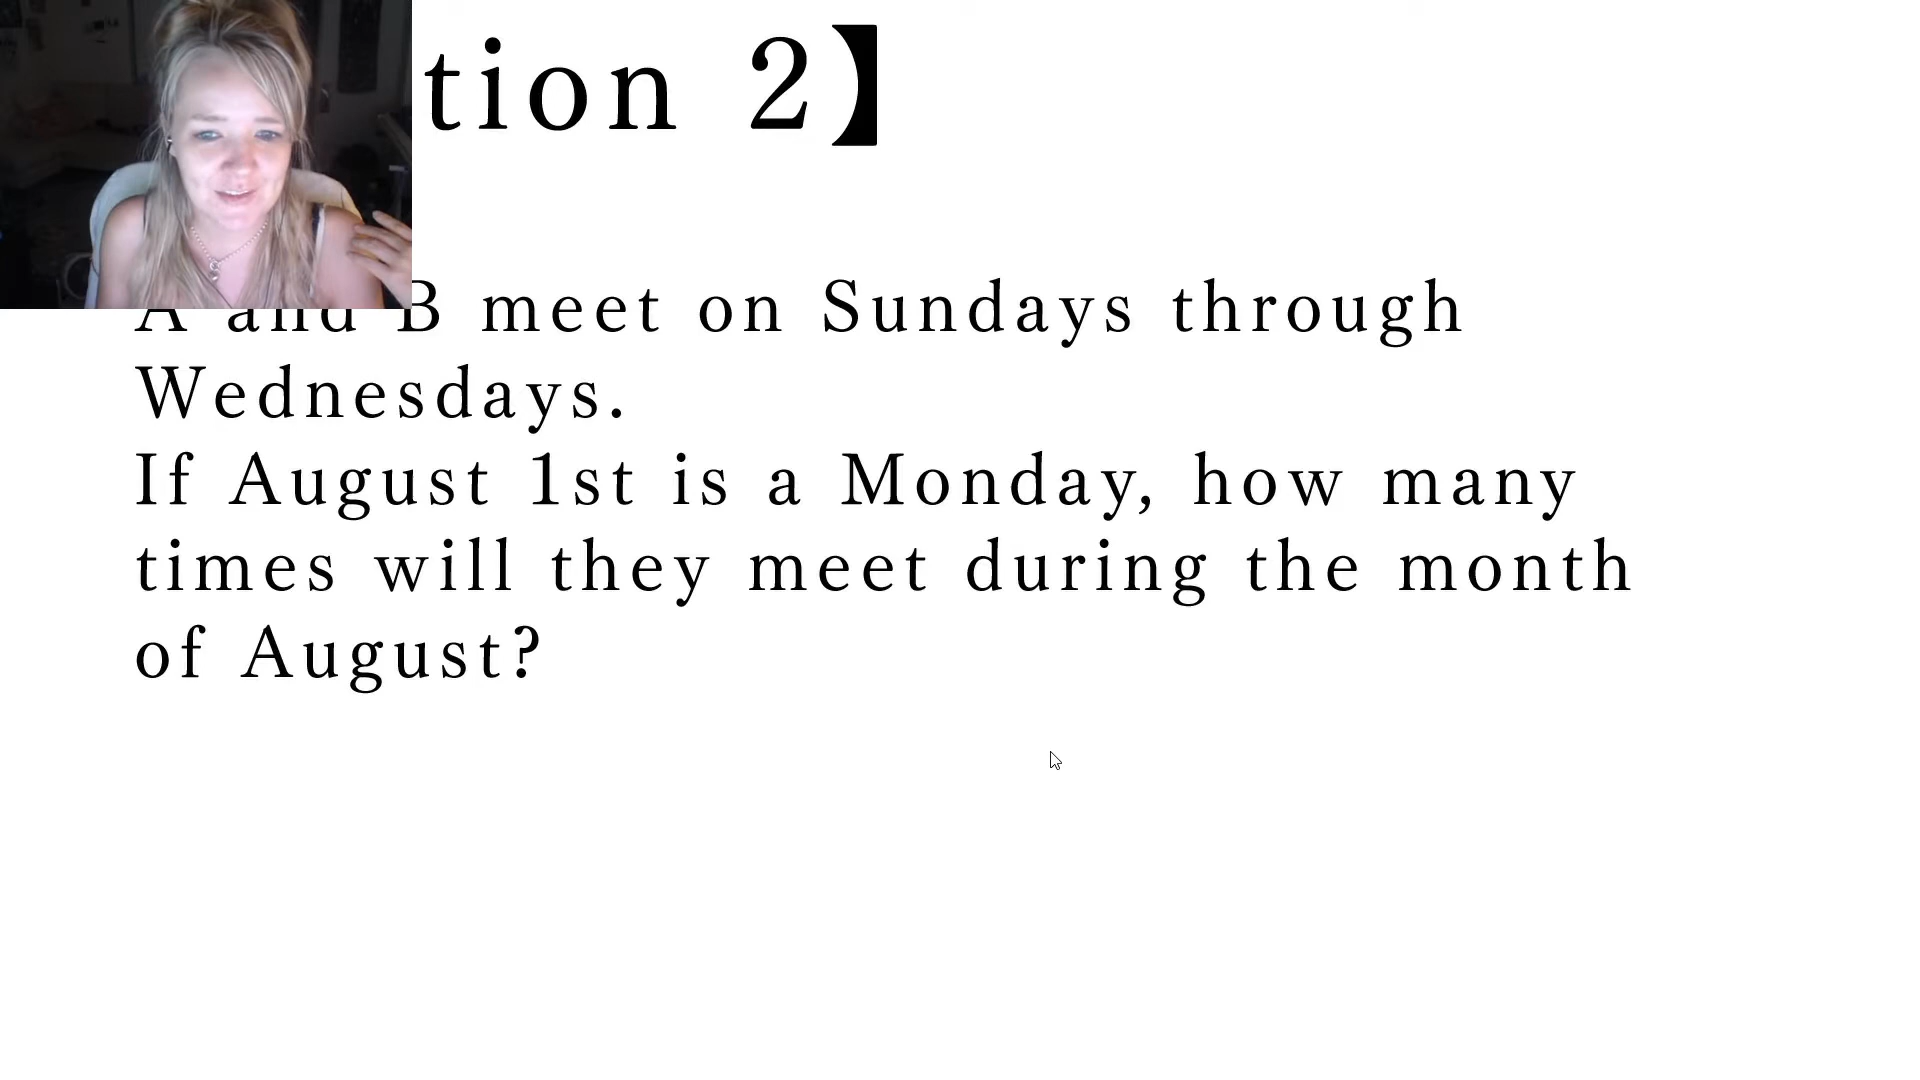 tion 2】
A and B meet on Sundays through
Wednesdays.
If August 1st is a Monday, how many
times will they meet during the month
of August?